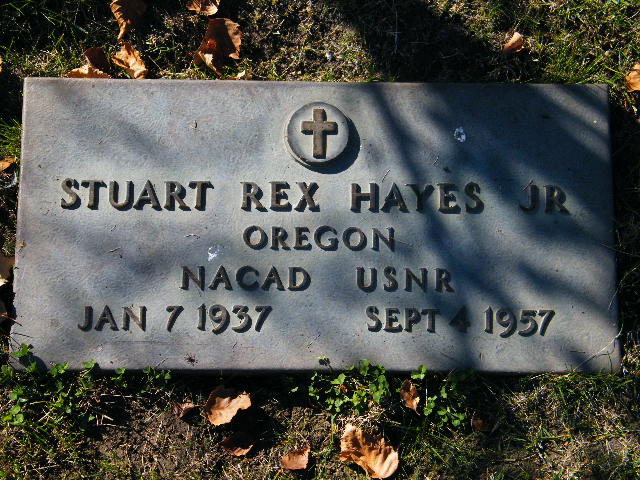 STUART REX HAYES JR
OREGON
NACAD USNR
JAN 7 1937 SEPT 4 1957